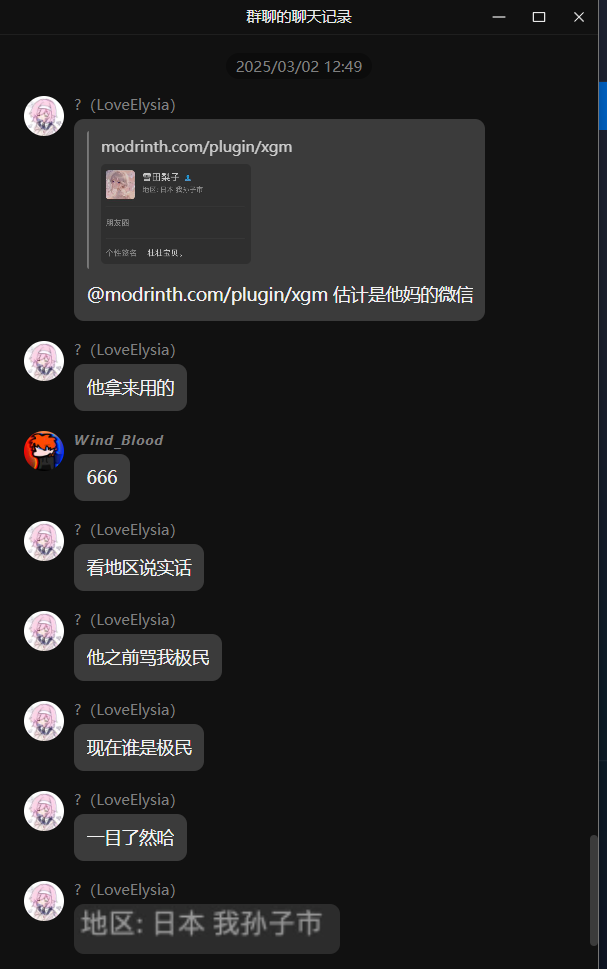 群聊的聊天记录
2025/03/02 12:49
？(LoveElysia)
modrinth.com/plugin/xgm
雪田梨子
地区: 日本 我孙子市
朋友圈
个性签名 壮壮宝贝。
@modrinth.com/plugin/xgm 估计是他妈的微信
？(LoveElysia)
他拿来用的
Wind_Blood
666
？(LoveElysia)
看地区说实话
？(LoveElysia)
他之前骂我极民
？(LoveElysia)
现在谁是极民
？(LoveElysia)
一目了然哈
？(LoveElysia)
地区: 日本 我孙子市